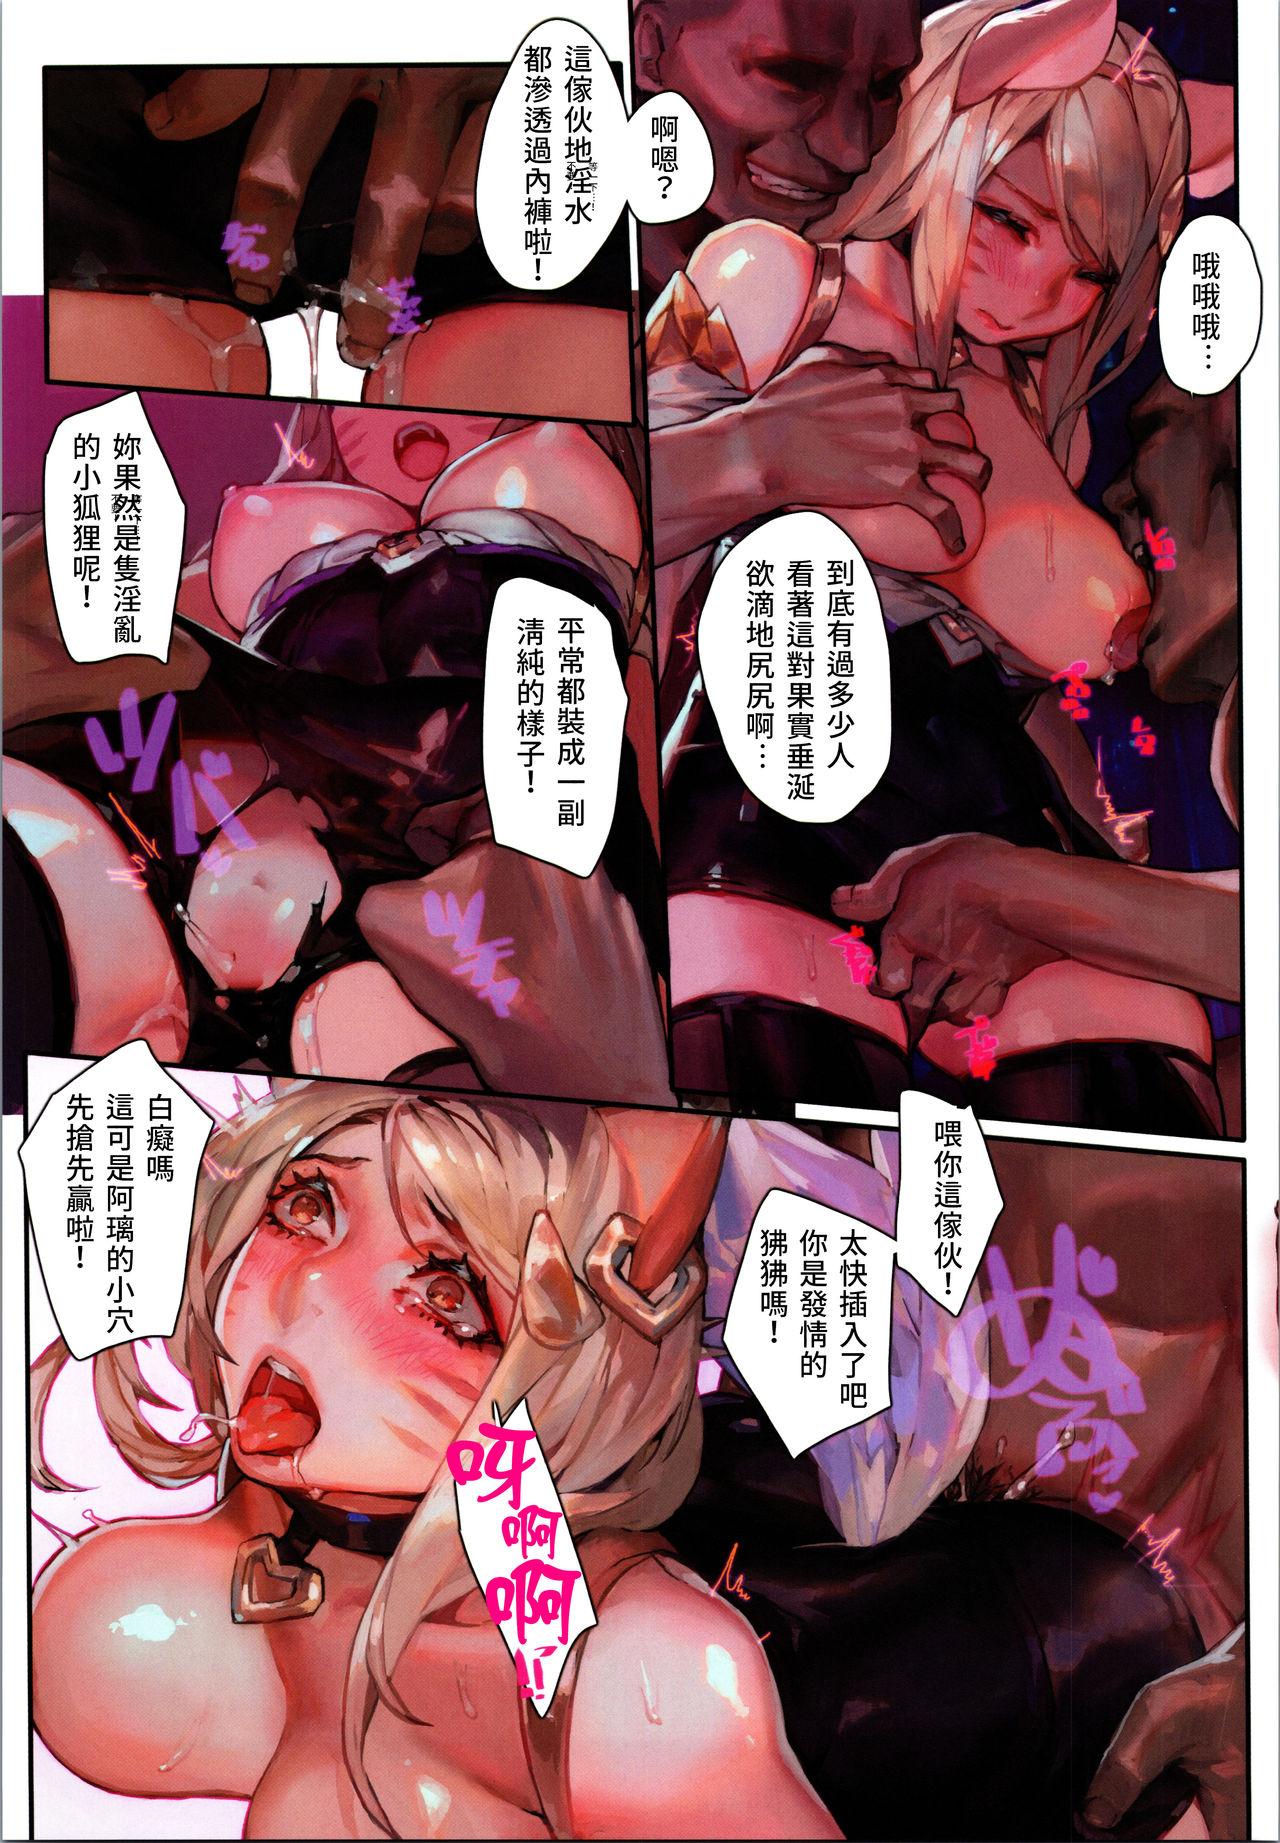 哦哦哦…
啊嗯？
到底有過多少人
看著這對果實垂涎
欲滴地尻尻啊…
這傢伙地淫水
都滲透過內褲啦！
等一下…！
平常都裝成一副
清純的樣子！
妳果然是隻淫亂
的小狐狸呢！
喂你這傢伙！
太快插入了吧
你是發情的
狒狒嗎！
呀
啊
啊!!
白癡嗎
這可是阿璃的小穴
先搶先贏啦！